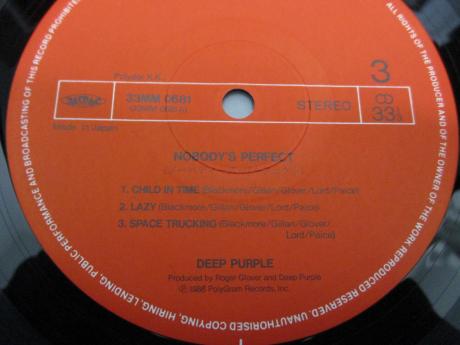 ALL RIGHTS OF THE PRODUCER AND OF THE OWNER OF THE WORK REPRODUCED RESERVED. UNAUTHORISED COPYING, HIRING, LENDING, PUBLIC PERFORMANCE AND BROADCASTING OF THIS RECORD PROHIBITED
Polydor K.K.
3
33MM 0681
STEREO
33⅓
Made in Japan
NOBODY'S PERFECT
1. CHILD IN TIME (Blackmore/Gillan/Glover/Lord/Paice)
2. LAZY (Blackmore/Gillan/Glover/Lord/Paice)
3. SPACE TRUCKING (Blackmore/Gillan/Glover/
Lord/Paice)
DEEP PURPLE
Produced by Roger Glover and Deep Purple
℗ 1988 PolyGram Records, Inc.